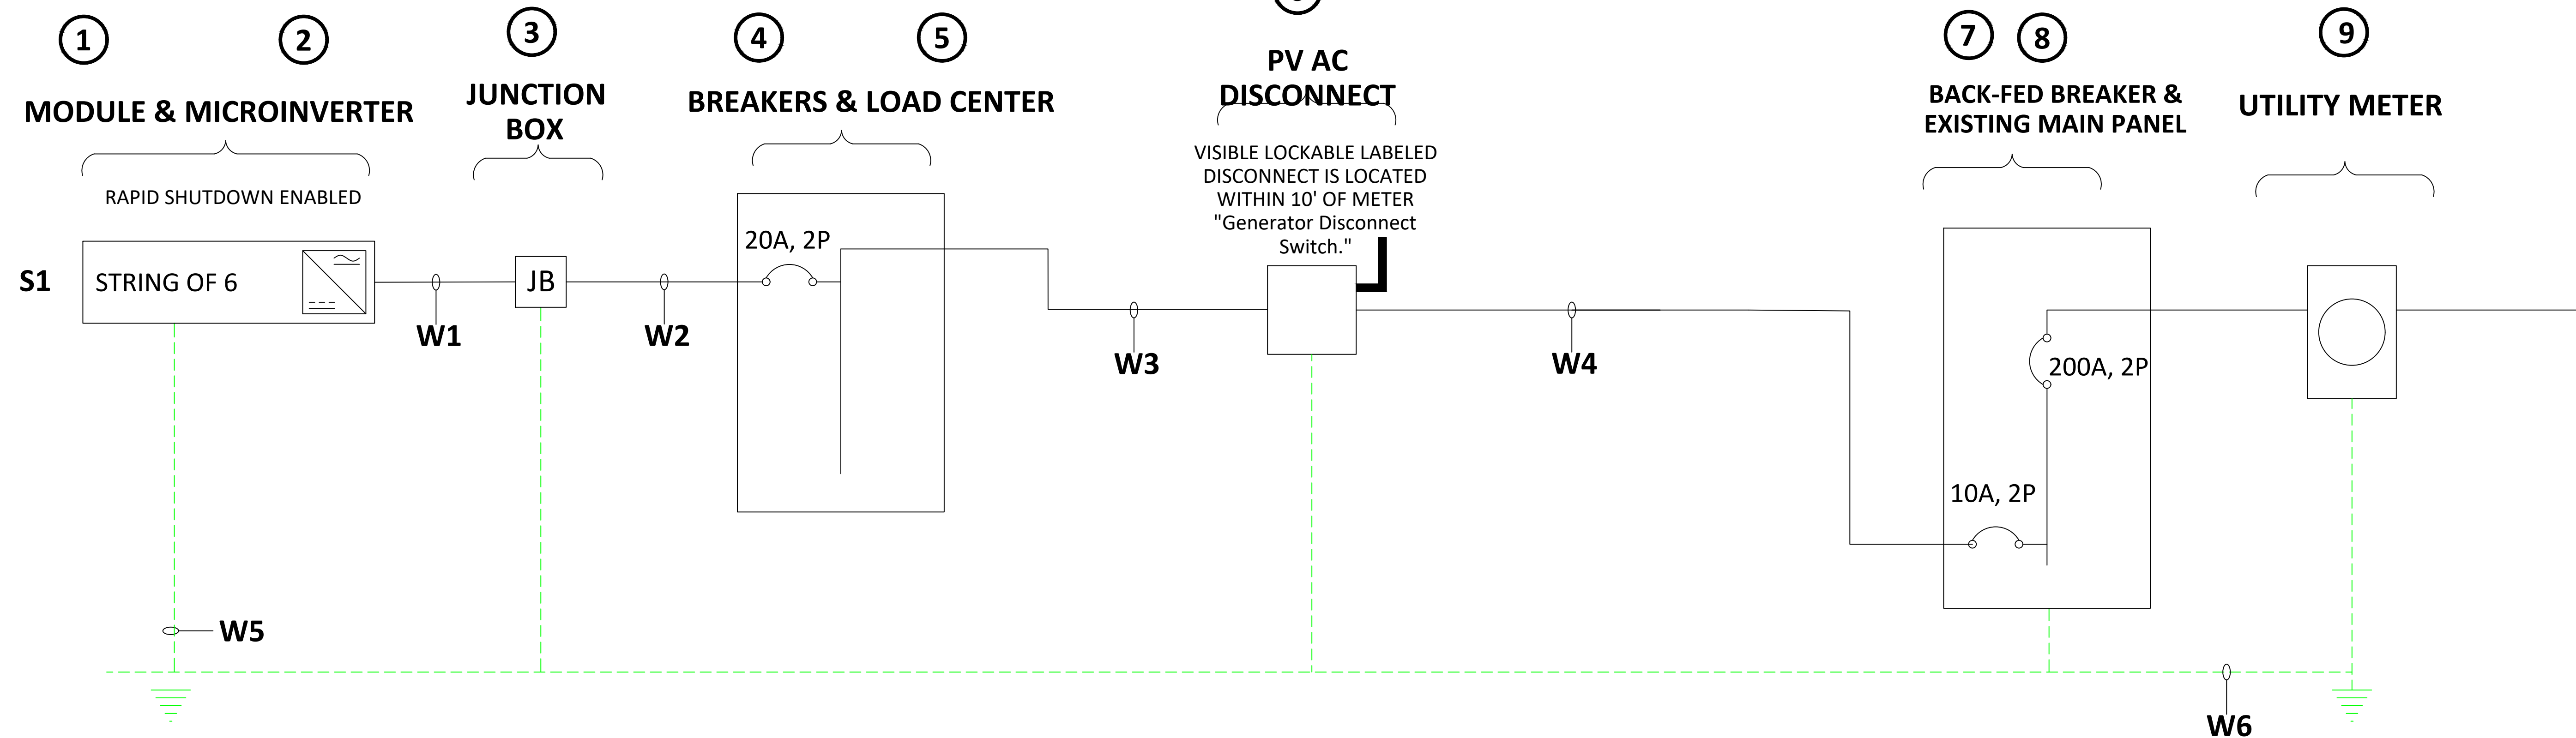 1
2
3
4
5
7
8
9
MODULE & MICROINVERTER
JUNCTION
BOX
BREAKERS & LOAD CENTER
PV AC
DISCONNECT
BACK-FED BREAKER &
EXISTING MAIN PANEL
UTILITY METER
RAPID SHUTDOWN ENABLED
VISIBLE LOCKABLE LABELED
DISCONNECT IS LOCATED
WITHIN 10' OF METER
"Generator Disconnect
Switch."
S1
STRING OF 6
W1
JB
W2
20A, 2P
W3
W4
200A, 2P
10A, 2P
W5
W6